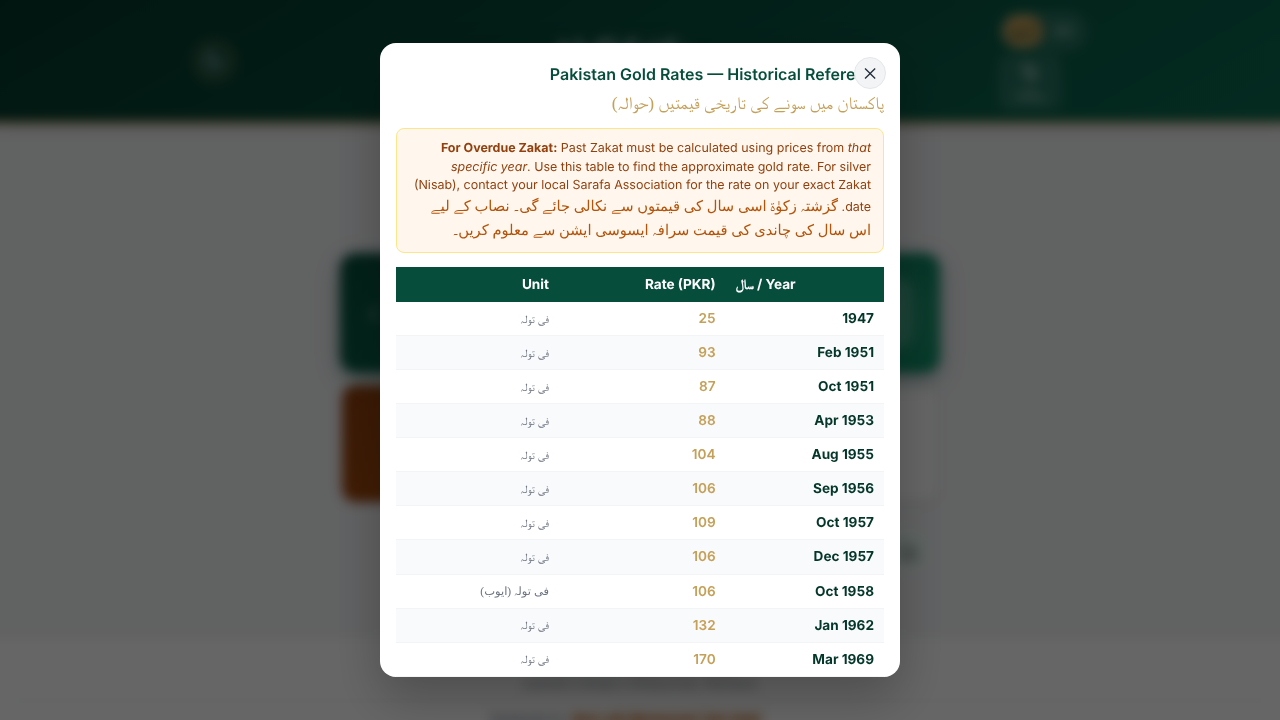 Pakistan Gold Rates — Historical Refere
پاکستان میں سونے کی تاریخی قیمتیں (حوالہ)
For Overdue Zakat: Past Zakat must be calculated using prices from that
specific year. Use this table to find the approximate gold rate. For silver
(Nisab), contact your local Sarafa Association for the rate on your exact Zakat
date. گزشتہ زکوٰۃ اسی سال کی قیمتوں سے نکالی جائے گی۔ نصاب کے لیے
اس سال کی چاندی کی قیمت سرافہ ایسوسی ایشن سے معلوم کریں۔
سال / Year Rate (PKR) Unit
1947 25 فی تولہ
Feb 1951 93 فی تولہ
Oct 1951 87 فی تولہ
Apr 1953 88 فی تولہ
Aug 1955 104 فی تولہ
Sep 1956 106 فی تولہ
Oct 1957 109 فی تولہ
Dec 1957 106 فی تولہ
Oct 1958 106 فی تولہ (ایوب)
Jan 1962 132 فی تولہ
Mar 1969 170 فی تولہ